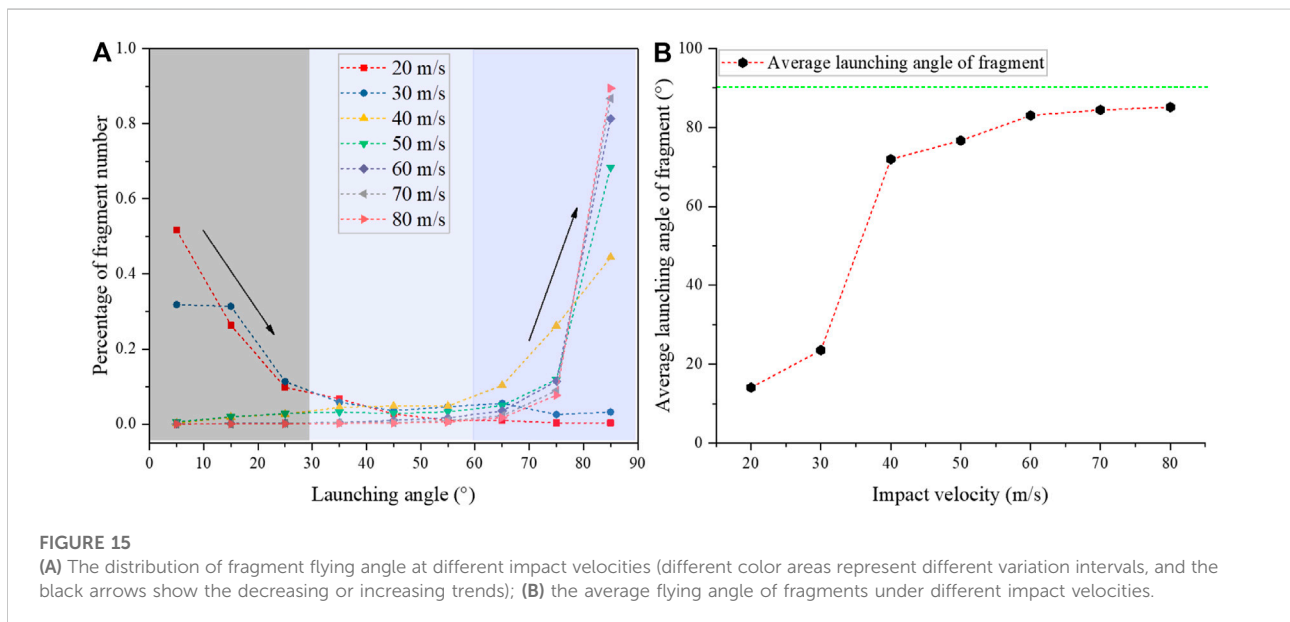 A
1.0
0.8
0.6
0.4
0.2
0.0
Percentage of fragment number
20 m/s
30 m/s
40 m/s
50 m/s
60 m/s
70 m/s
80 m/s
0 10 20 30 40 50 60 70 80 90
Launching angle (°)
B
100
80
60
40
20
0
Average launching angle of fragment (°)
Average launching angle of fragment
20 30 40 50 60 70 80
Impact velocity (m/s)
FIGURE 15
(A) The distribution of fragment flying angle at different impact velocities (different color areas represent different variation intervals, and the
black arrows show the decreasing or increasing trends); (B) the average flying angle of fragments under different impact velocities.